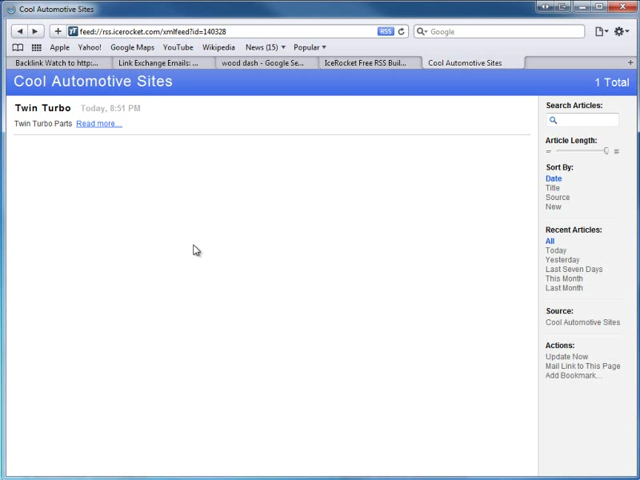 Cool Automotive Sites
feed://rss.icerocket.com/xmlfeed?id=140328
RSS
Google
Apple Yahoo! Google Maps YouTube Wikipedia News (15) Popular
Backlink Watch to http:...
Link Exchange Emails: ...
wood dash - Google Se...
IceRocket Free RSS Buil...
Cool Automotive Sites
Cool Automotive Sites
1 Total
Twin Turbo Today, 8:51 PM
Twin Turbo Parts Read more...
Search Articles:
Article Length:
Sort By:
Date
Title
Source
New
Recent Articles:
All
Today
Yesterday
Last Seven Days
This Month
Last Month
Source:
Cool Automotive Sites
Actions:
Update Now
Mail Link to This Page
Add Bookmark...